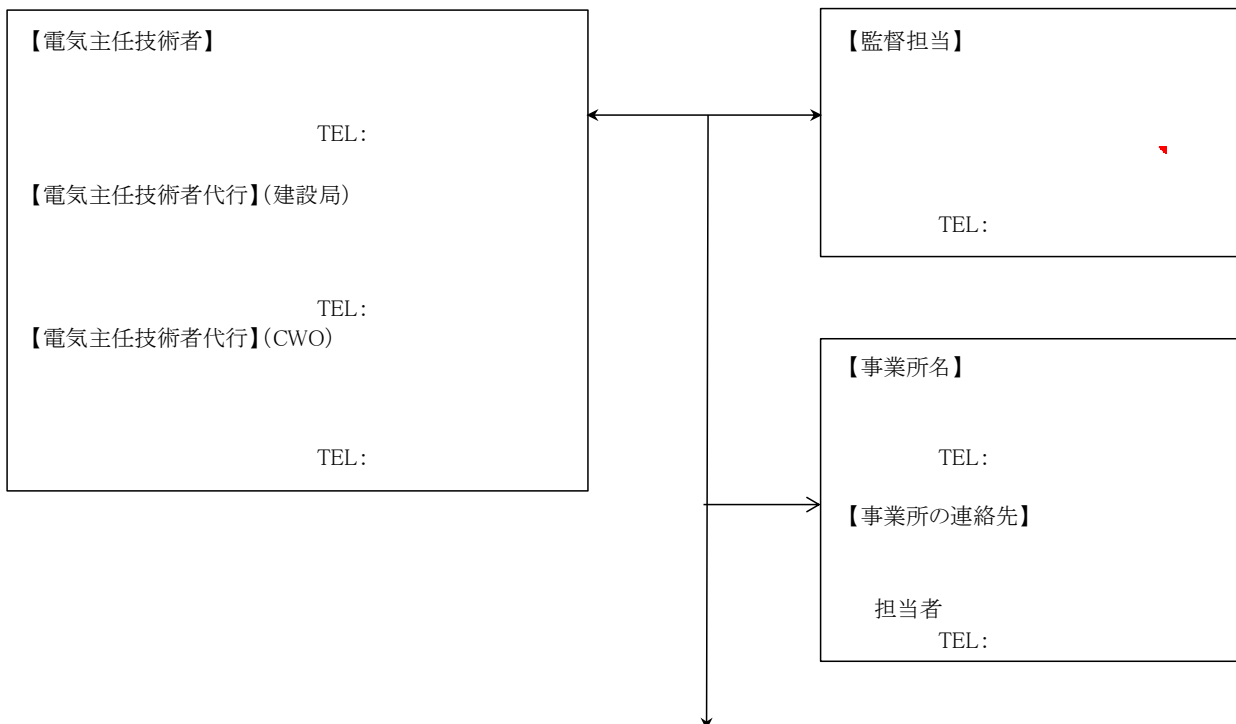 【電気主任技術者】
TEL:
【電気主任技術者代行】(建設局)
TEL:
【電気主任技術者代行】(CWO)
TEL:
【監督担当】
TEL:
【事業所名】
TEL:
【事業所の連絡先】
担当者
TEL: